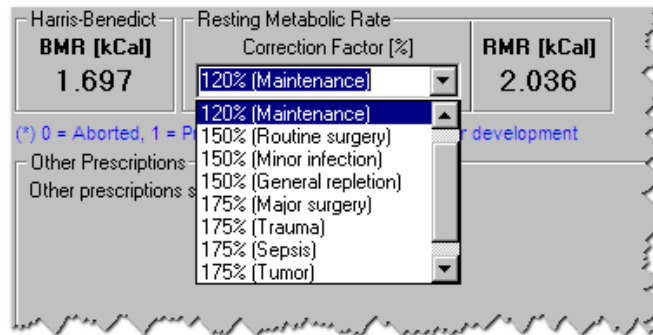 Harris-Benedict
BMR [kCal]
1.697
Resting Metabolic Rate
Correction Factor [%]
120% (Maintenance)
RMR [kCal]
2.036
120% (Maintenance)
150% (Routine surgery)
150% (Minor infection)
150% (General repletion)
175% (Major surgery)
175% (Trauma)
175% (Sepsis)
175% (Tumor)
(*) 0 = Aborted, 1 = development
Other Prescriptions
Other prescriptions